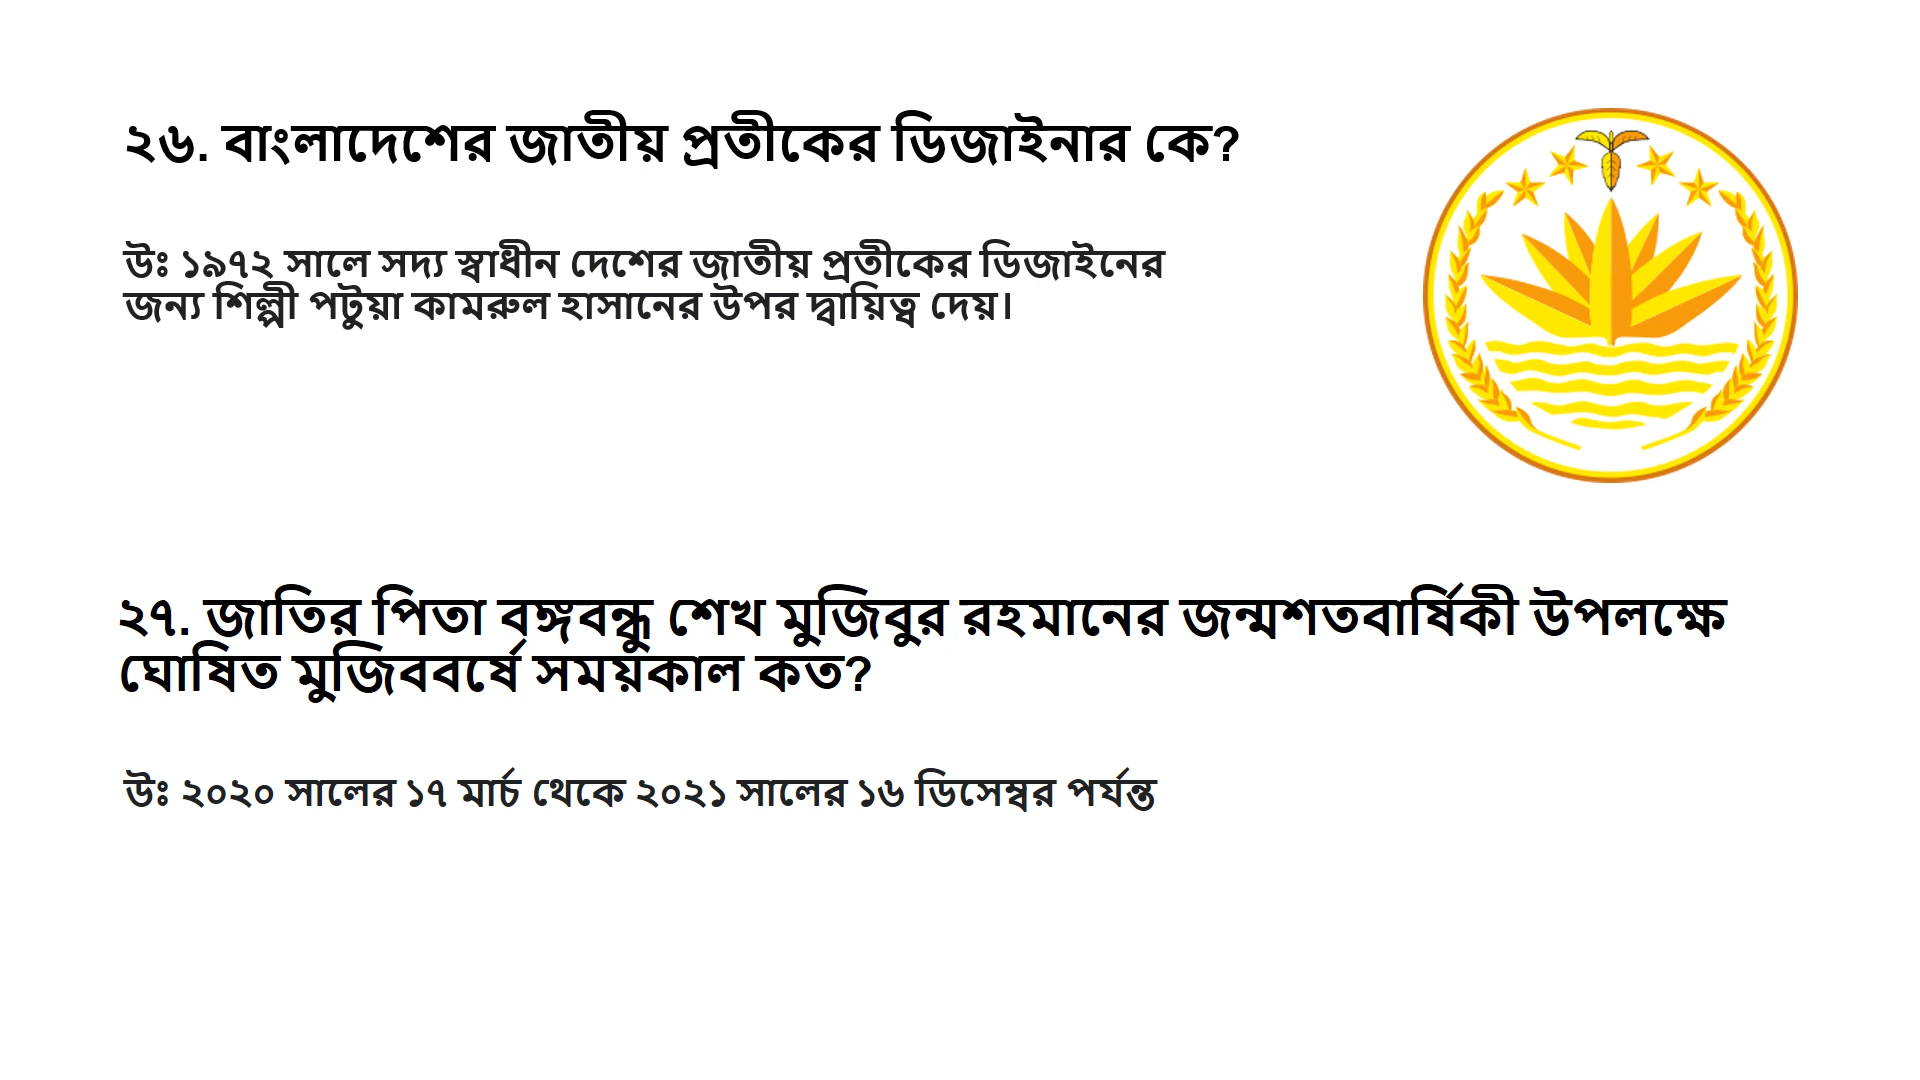 ২৬. বাংলাদেশের জাতীয় প্রতীকের ডিজাইনার কে?
উঃ ১৯৭২ সালে সদ্য স্বাধীন দেশের জাতীয় প্রতীকের ডিজাইনের
জন্য শিল্পী পটুয়া কামরুল হাসানের উপর দ্বায়িত্ব দেয়।
২৭. জাতির পিতা বঙ্গবন্ধু শেখ মুজিবুর রহমানের জন্মশতবার্ষিকী উপলক্ষে
ঘোষিত মুজিববর্ষে সময়কাল কত?
উঃ ২০২০ সালের ১৭ মার্চ থেকে ২০২১ সালের ১৬ ডিসেম্বর পর্যন্ত